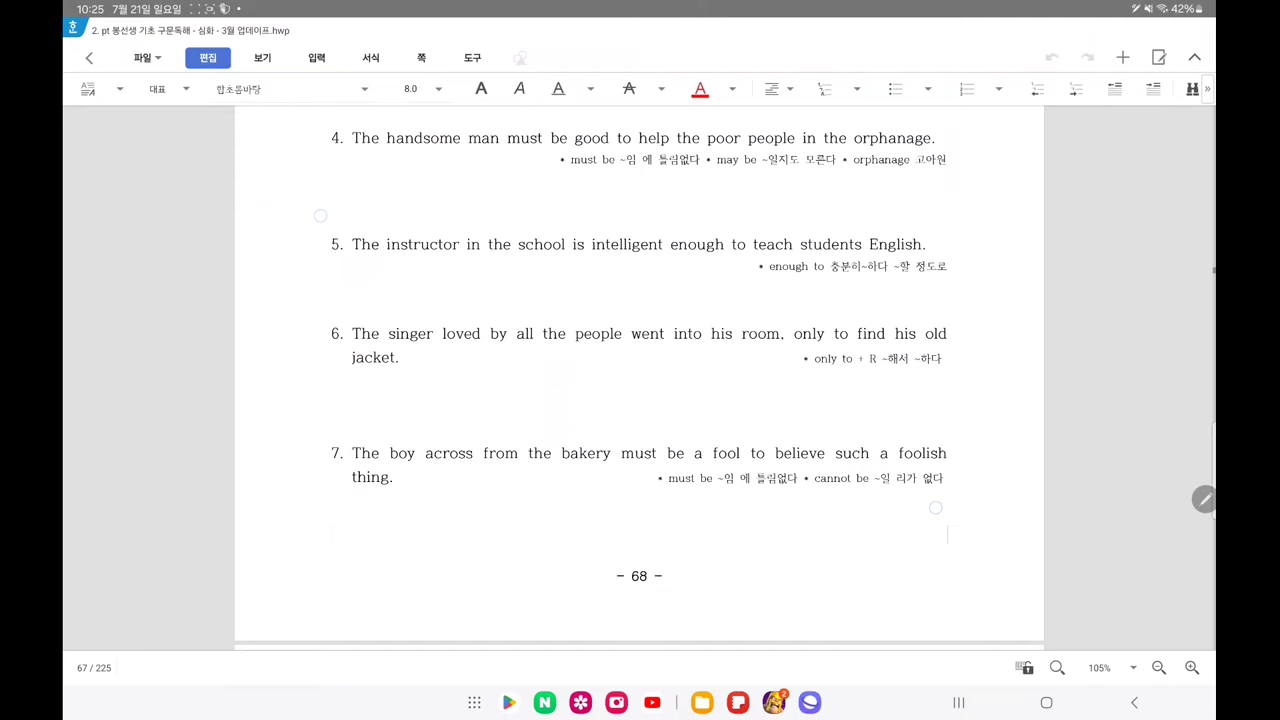 10:25 7월 21일 일요일 42%
2. pt 봉선생 기초 구문독해 - 심화 - 3월 업데이프.hwp
파일 편집 보기 입력 서식 쪽 도구
대표 함초롬바탕 8.0
4. The handsome man must be good to help the poor people in the orphanage.
* must be ~임 에 틀림없다 * may be ~일지도 모른다 * orphanage 고아원
5. The instructor in the school is intelligent enough to teach students English.
* enough to 충분히~하다 ~할 정도로
6. The singer loved by all the people went into his room, only to find his old
jacket. * only to + R ~해서 ~하다
7. The boy across from the bakery must be a fool to believe such a foolish
thing. * must be ~임 에 틀림없다 * cannot be ~일 리가 없다
- 68 -
67 / 225 105%